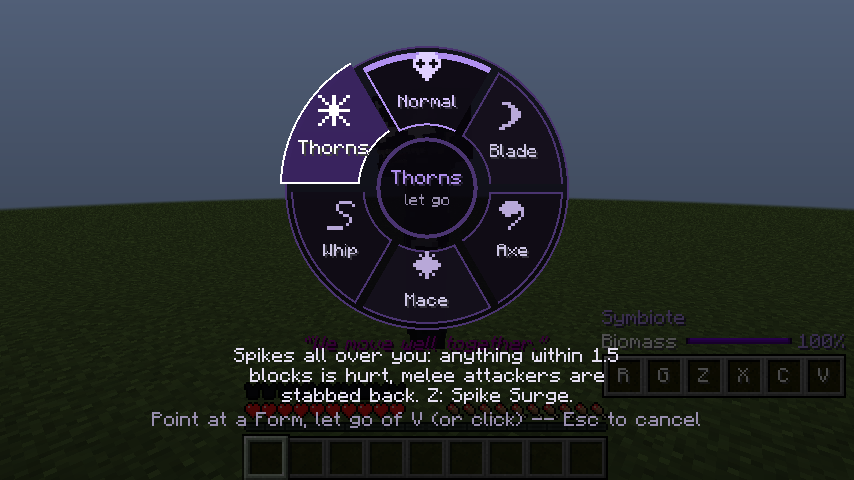 Normal
Thorns
Blade
Thorns
let go
Whip
Axe
Mace
Symbiote
"We move well together."
Biomass 100%
Spikes all over you: anything within 1.5
blocks is hurt, melee attackers are
stabbed back. Z: Spike Surge.
R G Z X C V
Point at a Form, let go of V (or click) -- Esc to cancel